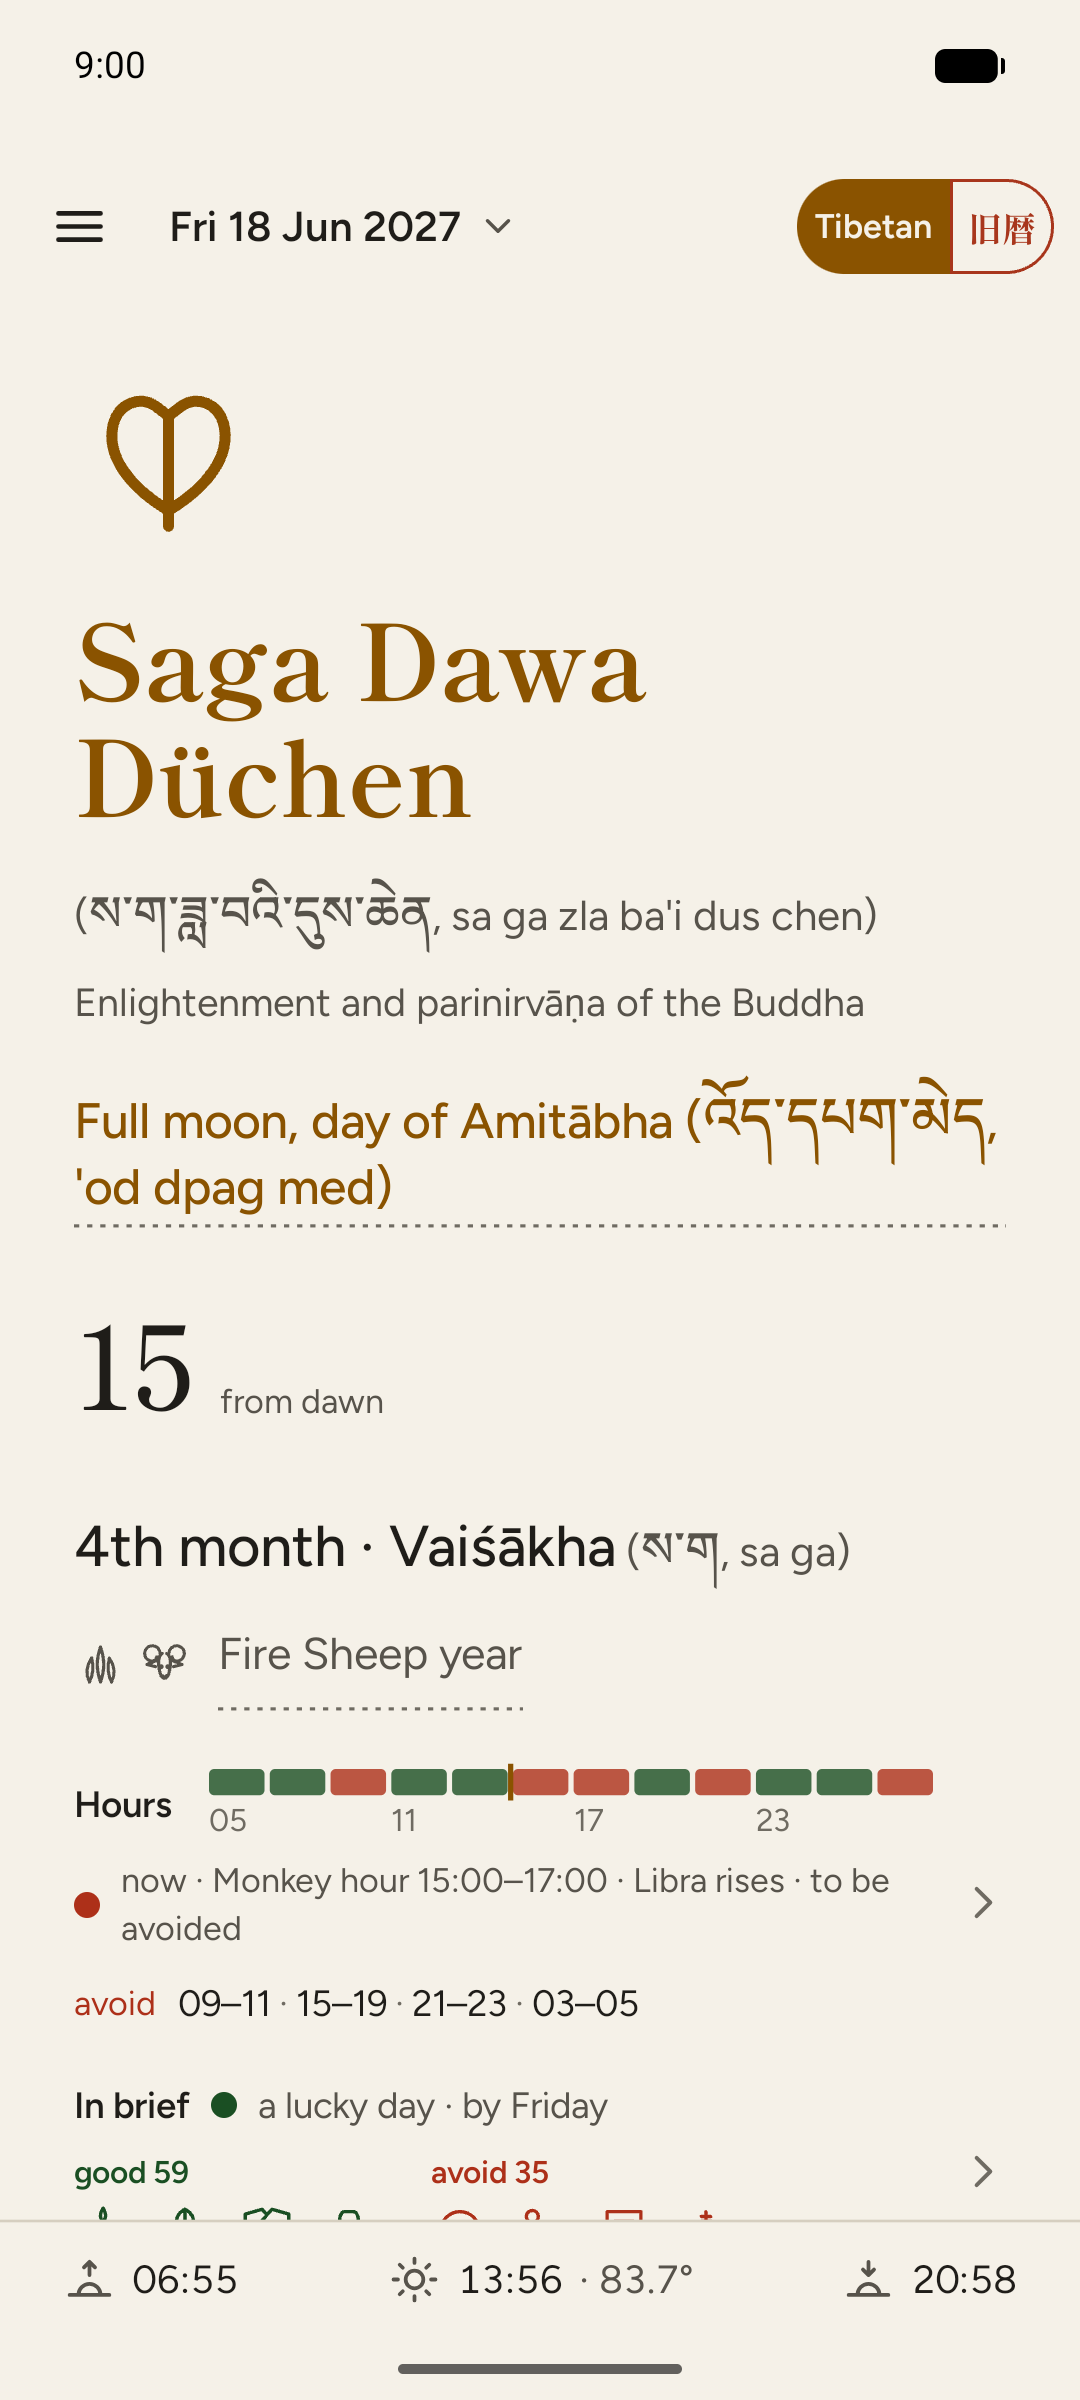 9:00
Fri 18 Jun 2027
Tibetan 旧暦
Saga Dawa
Düchen
(ས་ག་ཟླ་བའི་དུས་ཆེན, sa ga zla ba'i dus chen)
Enlightenment and parinirvāṇa of the Buddha
Full moon, day of Amitābha (འོད་དཔག་མེད,
'od dpag med)
15 from dawn
4th month · Vaiśākha (ས་ག, sa ga)
Fire Sheep year
Hours
05 11 17 23
now · Monkey hour 15:00–17:00 · Libra rises · to be
avoided
avoid 09–11 · 15–19 · 21–23 · 03–05
In brief a lucky day · by Friday
good 59 avoid 35
06:55 13:56 · 83.7° 20:58